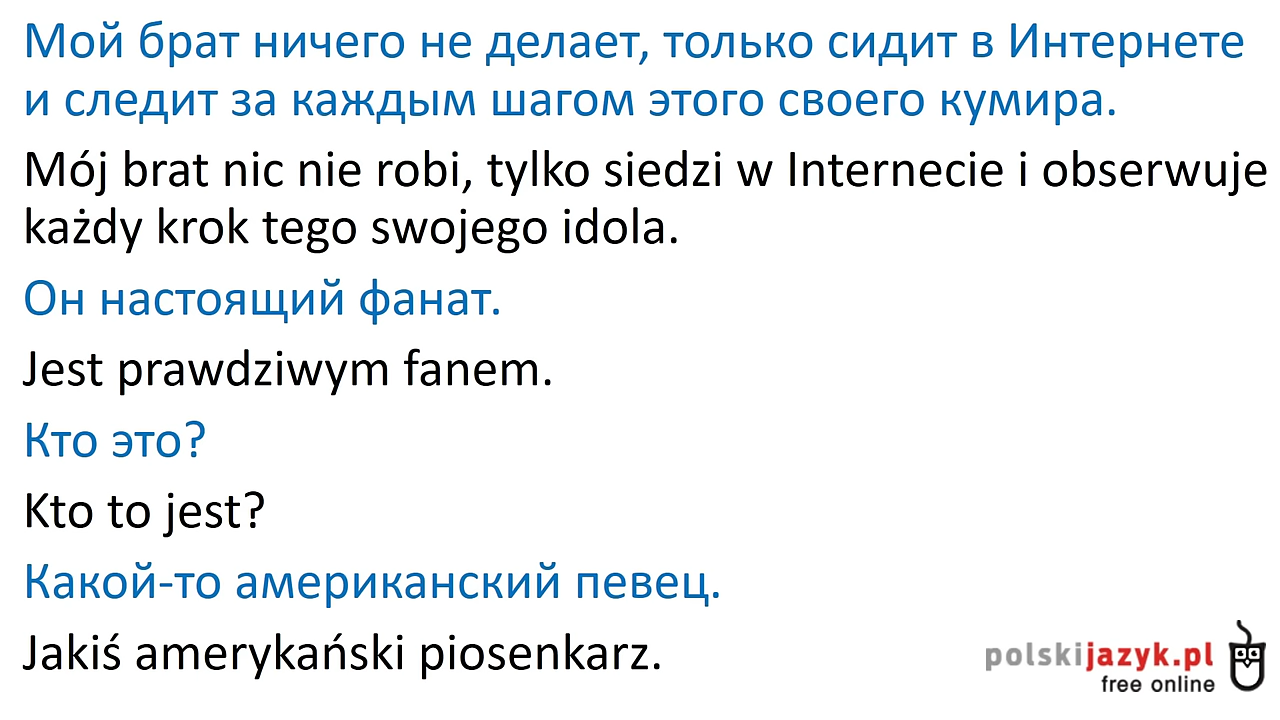 Мой брат ничего не делает, только сидит в Интернете
и следит за каждым шагом этого своего кумира.
Mój brat nic nie robi, tylko siedzi w Internecie i obserwuje
każdy krok tego swojego idola.
Он настоящий фанат.
Jest prawdziwym fanem.
Кто это?
Kto to jest?
Какой-то американский певец.
Jakiś amerykański piosenkarz.
polskijazyk.pl
free online